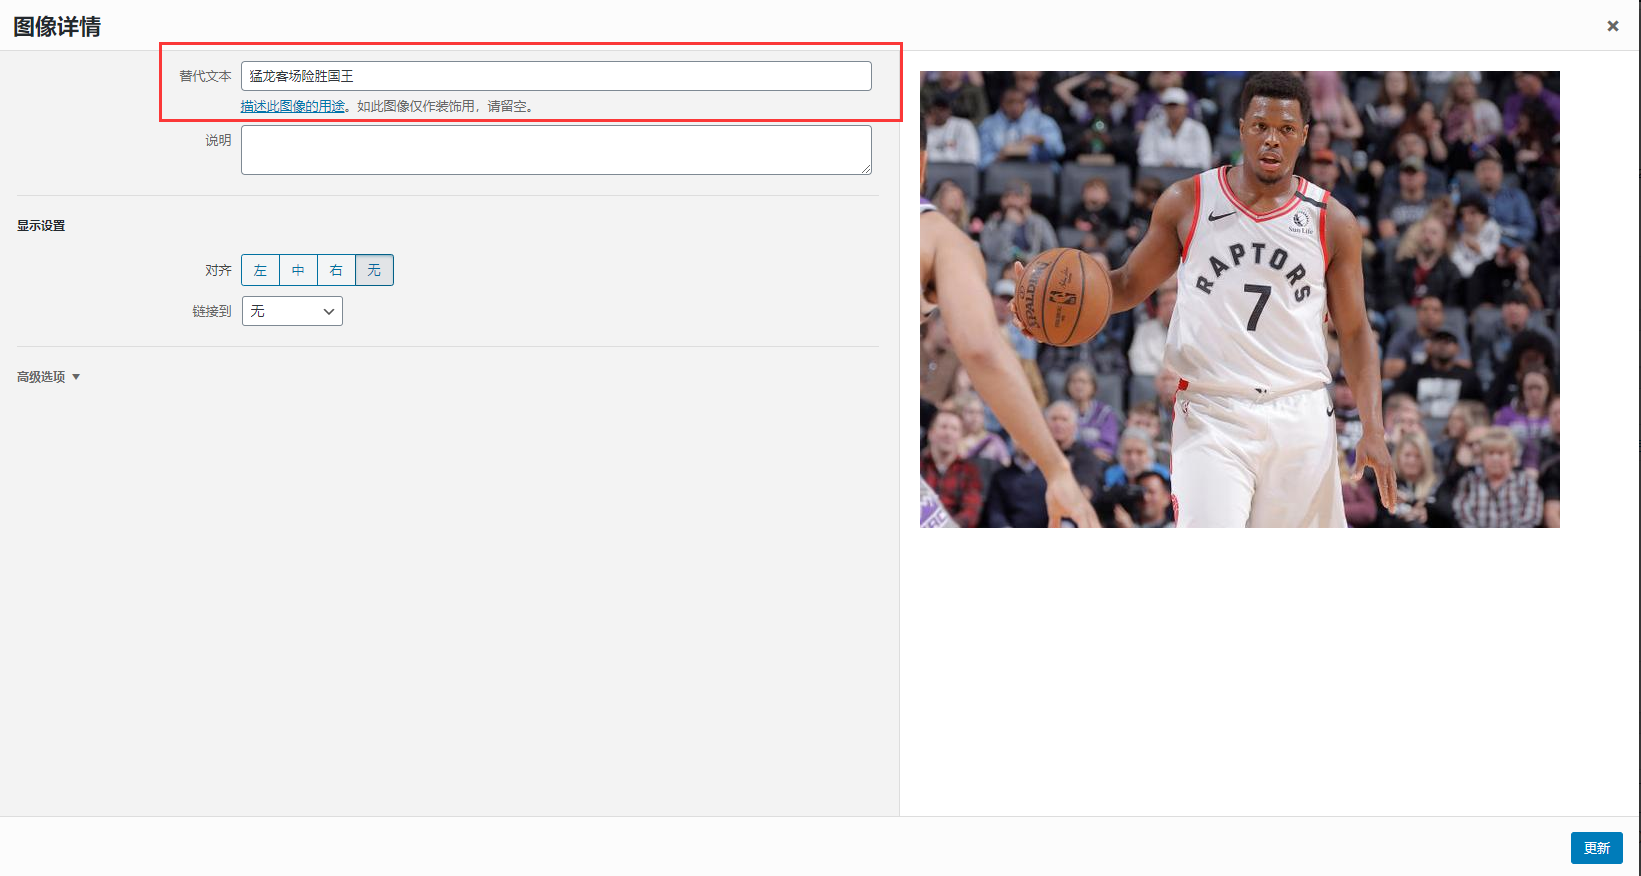 图像详情
×
替代文本
猛龙客场险胜国王
描述此图像的用途。如此图像仅作装饰用，请留空。
说明
显示设置
对齐
左 中 右 无
链接到
无
高级选项 ▼
Sun Life
RAPTORS
7
SPALDING
更新